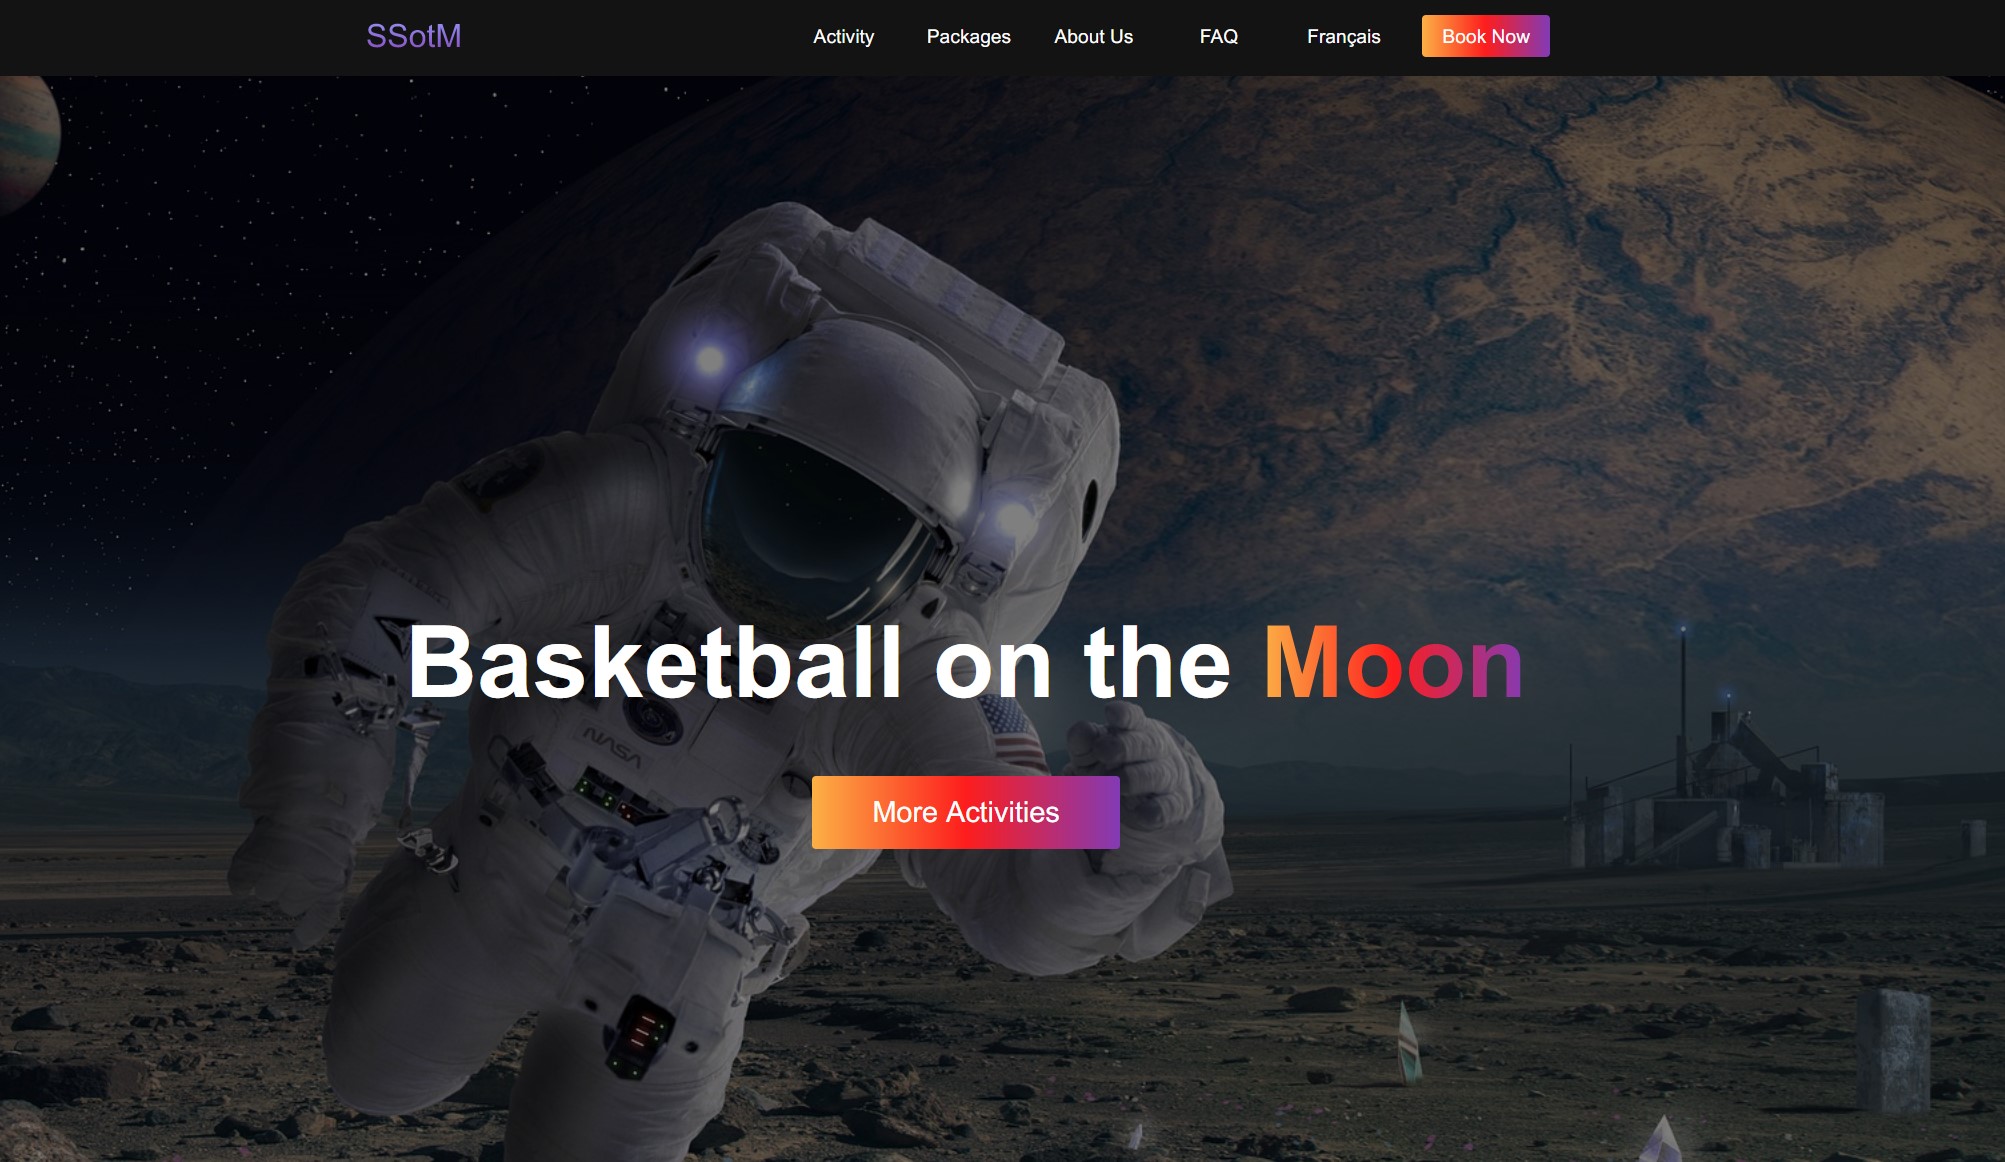 SSotM
Activity
Packages
About Us
FAQ
Français
Book Now
Basketball on the Moon
NASA
More Activities